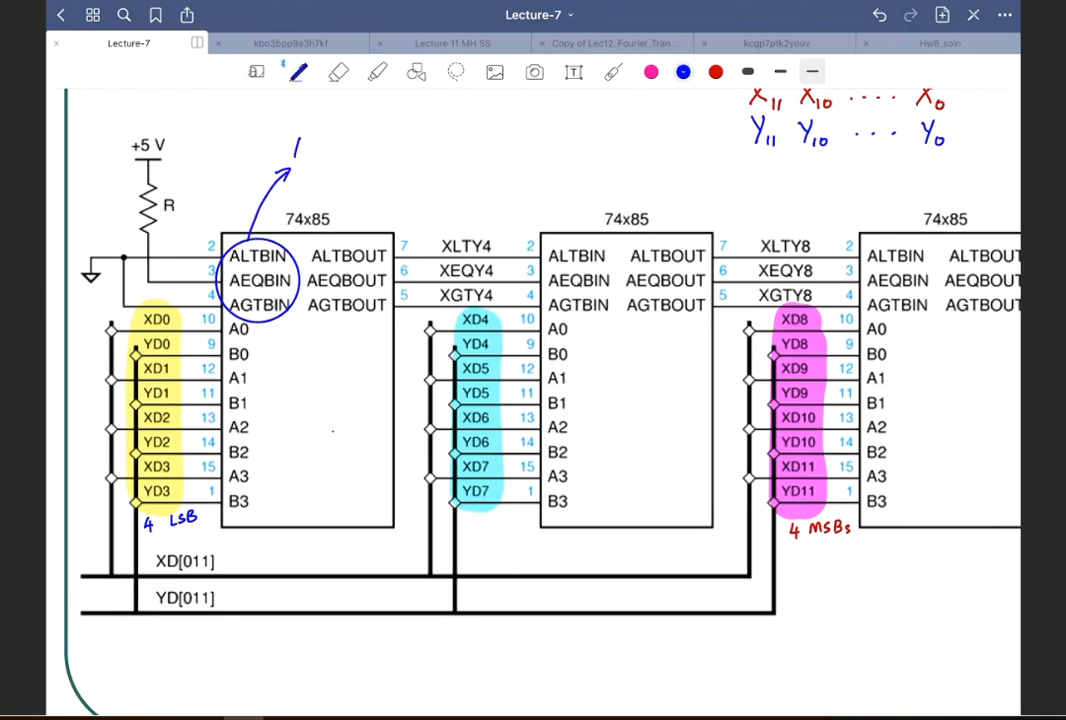 Lecture-7
Lecture-7
kbo3bpp9a3h7kf
Lecture 11 MH SS
Copy of Lec12_Fourier_Tran...
kcgp7ptk2youv
Hw8_soln
X11 X10 .... X0
Y11 Y10 ... Y0
+5 V
R
1
74x85
74x85
74x85
2 ALTBIN ALTBOUT 7 XLTY4 2 ALTBIN ALTBOUT 7 XLTY8 2 ALTBIN ALTBOUT
3 AEQBIN AEQBOUT 6 XEQY4 3 AEQBIN AEQBOUT 6 XEQY8 3 AEQBIN AEQBOUT
4 AGTBIN AGTBOUT 5 XGTY4 4 AGTBIN AGTBOUT 5 XGTY8 4 AGTBIN AGTBOUT
XD0 10 A0 XD4 10 A0 XD8 10 A0
YD0 9 B0 YD4 9 B0 YD8 9 B0
XD1 12 A1 XD5 12 A1 XD9 12 A1
YD1 11 B1 YD5 11 B1 YD9 11 B1
XD2 13 A2 XD6 13 A2 XD10 13 A2
YD2 14 B2 YD6 14 B2 YD10 14 B2
XD3 15 A3 XD7 15 A3 XD11 15 A3
YD3 1 B3 YD7 1 B3 YD11 1 B3
4 LSB
4 MSBs
XD[011]
YD[011]